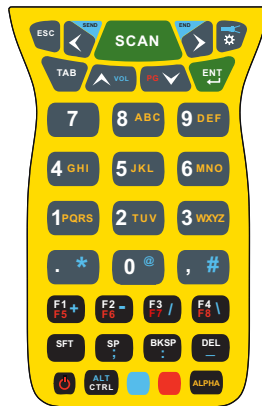 ESC SEND SCAN END
TAB VOL PG ENT
7 8 ABC 9 DEF
4 GHI 5 JKL 6 MNO
1 PQRS 2 TUV 3 WXYZ
. * 0 @ , #
F1 + F2 - F3 / F4 \
F5 F6 F7 F8
SFT SP ; BKSP : DEL _
ALT CTRL ALPHA